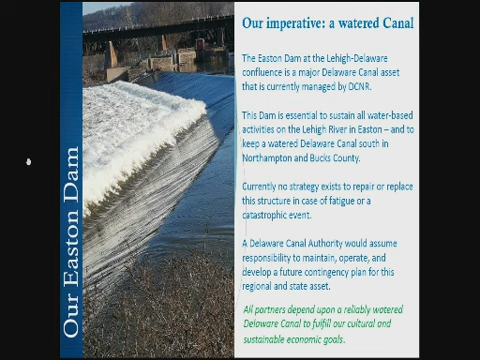 Our Easton Dam
Our imperative: a watered Canal
The Easton Dam at the Lehigh-Delaware
confluence is a major Delaware Canal asset
that is currently managed by DCNR.
This Dam is essential to sustain all water-based
activities on the Lehigh River in Easton – and to
keep a watered Delaware Canal south in
Northampton and Bucks County.
Currently no strategy exists to repair or replace
this structure in case of fatigue or a
catastrophic event.
A Delaware Canal Authority would assume
responsibility to maintain, operate, and
develop a future contingency plan for this
regional and state asset.
All partners depend upon a reliably watered
Delaware Canal to fulfill our cultural and
sustainable economic goals.